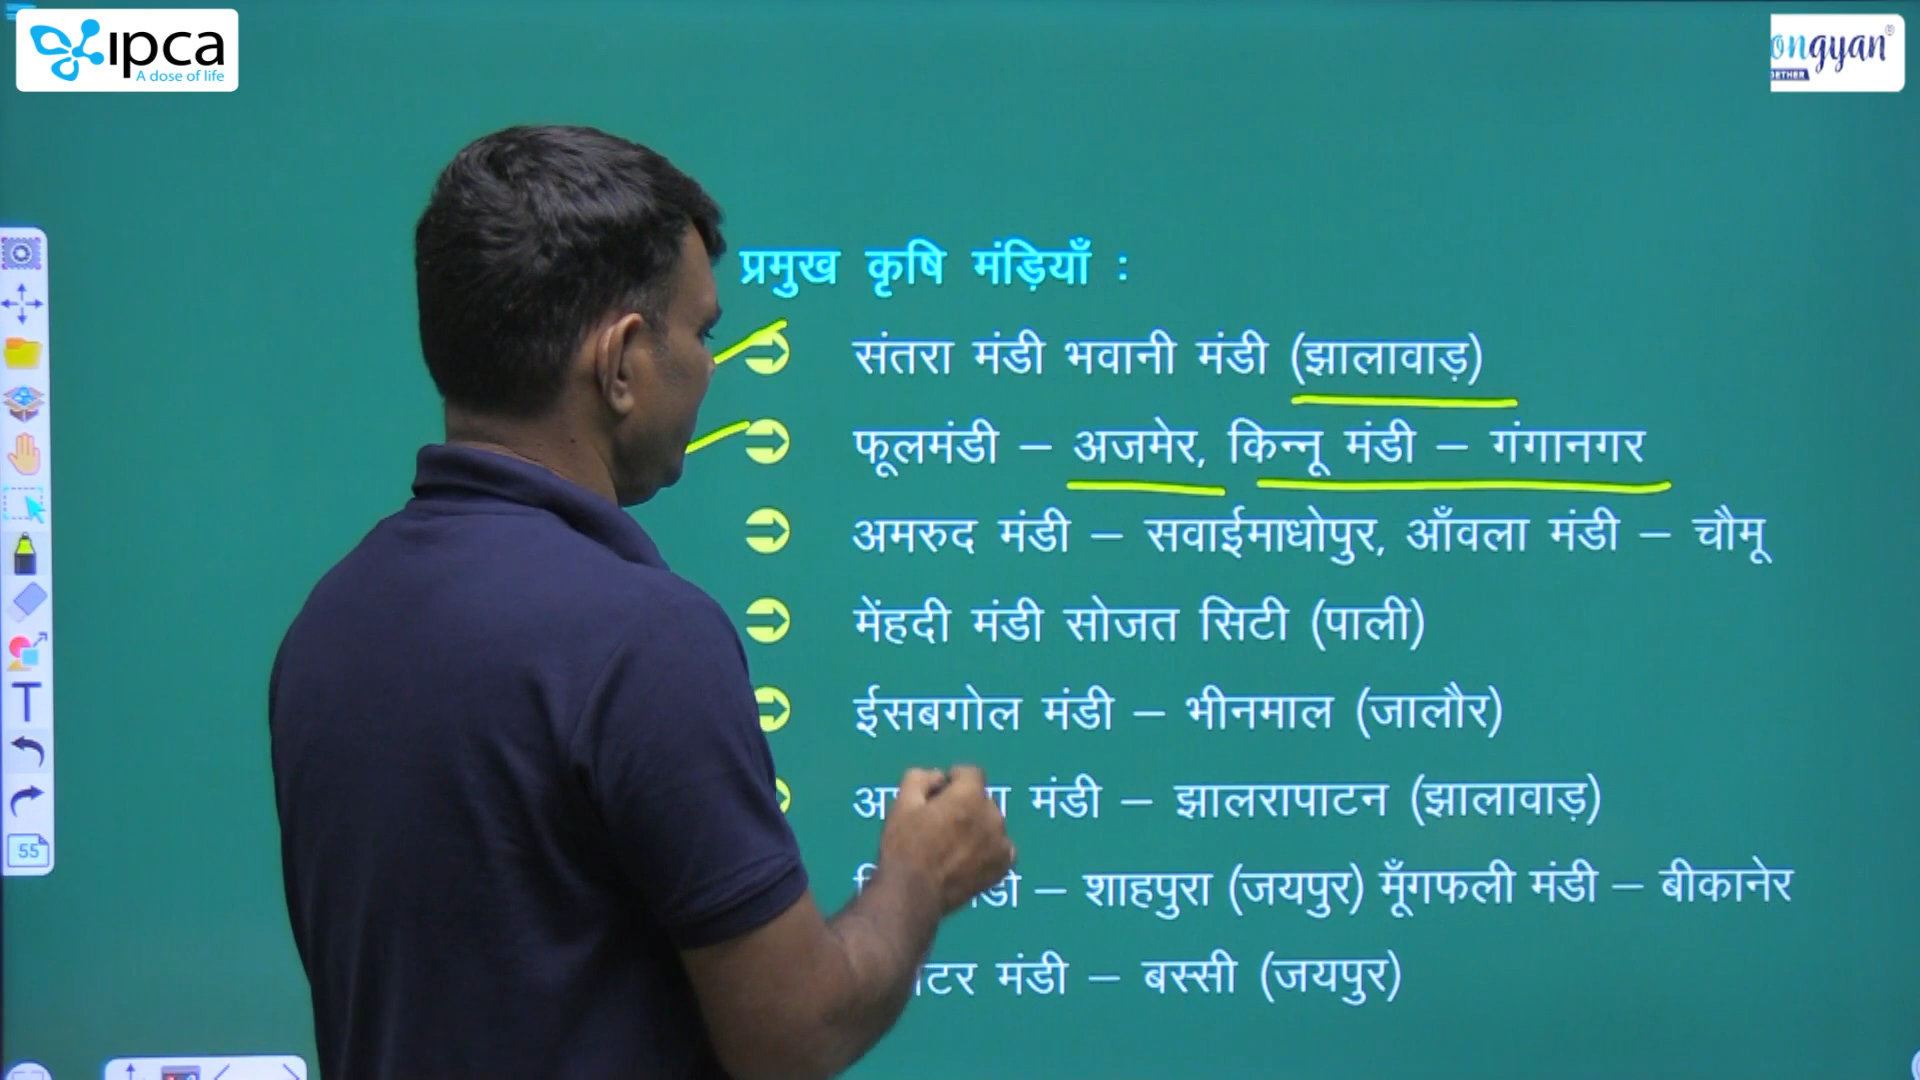 ipca
A dose of life
ongyan®
प्रमुख कृषि मंड़ियाँ :
संतरा मंडी भवानी मंडी (झालावाड़)
फूलमंडी – अजमेर, किन्नू मंडी – गंगानगर
अमरुद मंडी – सवाईमाधोपुर, आँवला मंडी – चौमू
मेंहदी मंडी सोजत सिटी (पाली)
ईसबगोल मंडी – भीनमाल (जालौर)
मंडी – झालरापाटन (झालावाड़)
– शाहपुरा (जयपुर) मूँगफली मंडी – बीकानेर
मंडी – बस्सी (जयपुर)
55